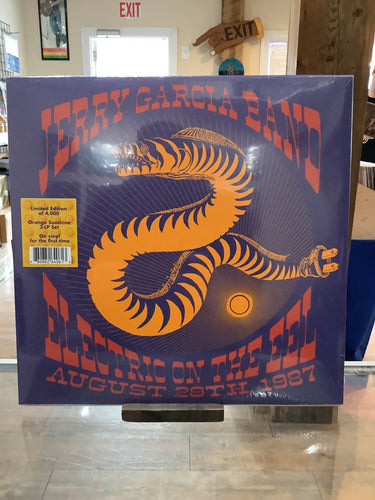 EXIT
EXIT
JERRY GARCIA BAND
Limited Edition
of 4,000
Orange Sunshine
5-LP Set
On vinyl
for the first time
ELECTRIC ON THE EEL
AUGUST 29TH 1987